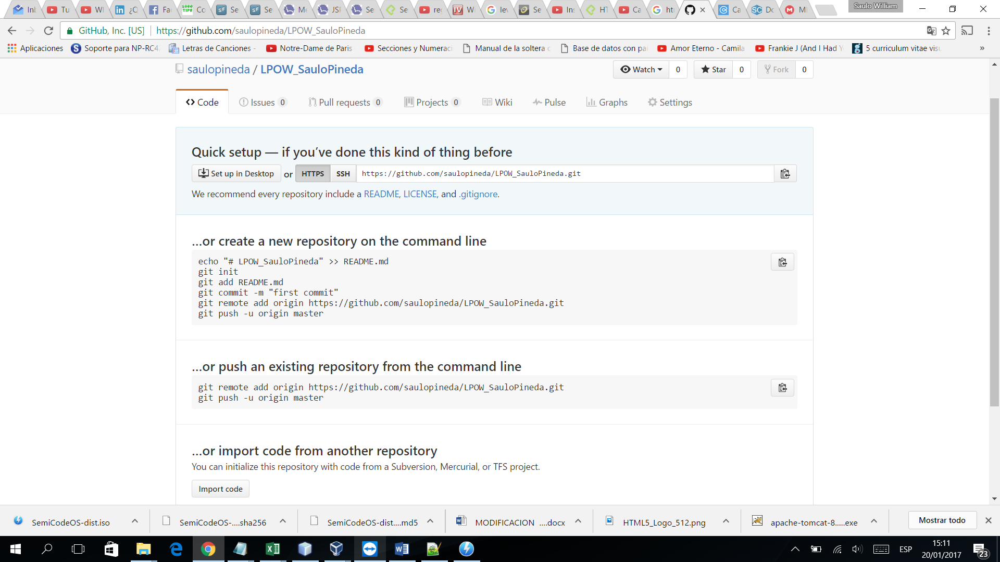 Inl
Tu
WI
¿C
Fac
Co
Se
Se
Me
JSI
Se
Se
reg
Wi
lev
Se
Ins
HT
Ca
htt
Ca
Do
MI
Saulo William
GitHub, Inc. [US] https://github.com/saulopineda/LPOW_SauloPineda
Aplicaciones Soporte para NP-RC4 Letras de Canciones - Notre-Dame de Paris Secciones y Numeraci Manual de la soltera c Base de datos con pa Amor Eterno - Camila Frankie J (And I Had Y 5 curriculum vitae visu »
saulopineda / LPOW_SauloPineda Watch 0 Star 0 Fork 0
Code Issues 0 Pull requests 0 Projects 0 Wiki Pulse Graphs Settings
Quick setup — if you’ve done this kind of thing before
Set up in Desktop or HTTPS SSH https://github.com/saulopineda/LPOW_SauloPineda.git
We recommend every repository include a README, LICENSE, and .gitignore.
…or create a new repository on the command line
echo "# LPOW_SauloPineda" >> README.md
git init
git add README.md
git commit -m "first commit"
git remote add origin https://github.com/saulopineda/LPOW_SauloPineda.git
git push -u origin master
…or push an existing repository from the command line
git remote add origin https://github.com/saulopineda/LPOW_SauloPineda.git
git push -u origin master
…or import code from another repository
You can initialize this repository with code from a Subversion, Mercurial, or TFS project.
Import code
SemiCodeOS-dist.iso SemiCodeOS-....sha256 SemiCodeOS-dist....md5 MODIFICACION ....docx HTML5_Logo_512.png apache-tomcat-8.....exe Mostrar todo
ESP 15:11
20/01/2017 23